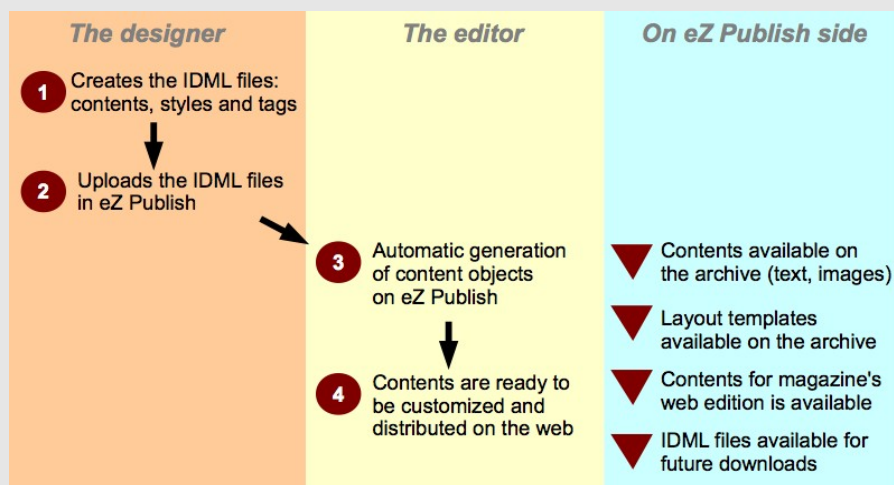 The designer
The editor
On eZ Publish side
1
Creates the IDML files:
contents, styles and tags
2
Uploads the IDML files
in eZ Publish
3
Automatic generation
of content objects
on eZ Publish
4
Contents are ready to
be customized and
distributed on the web
Contents available on
the archive (text, images)
Layout templates
available on the archive
Contents for magazine's
web edition is available
IDML files available for
future downloads